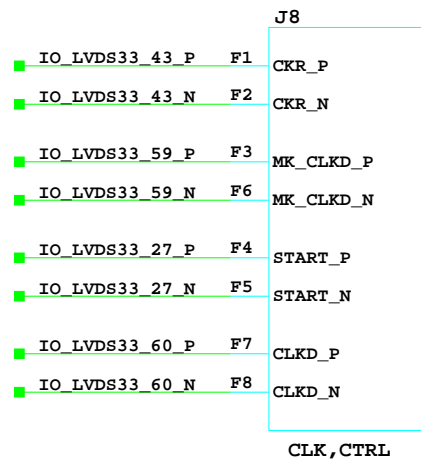 J8
IO_LVDS33_43_P F1 CKR_P
IO_LVDS33_43_N F2 CKR_N
IO_LVDS33_59_P F3 MK_CLKD_P
IO_LVDS33_59_N F6 MK_CLKD_N
IO_LVDS33_27_P F4 START_P
IO_LVDS33_27_N F5 START_N
IO_LVDS33_60_P F7 CLKD_P
IO_LVDS33_60_N F8 CLKD_N
CLK,CTRL